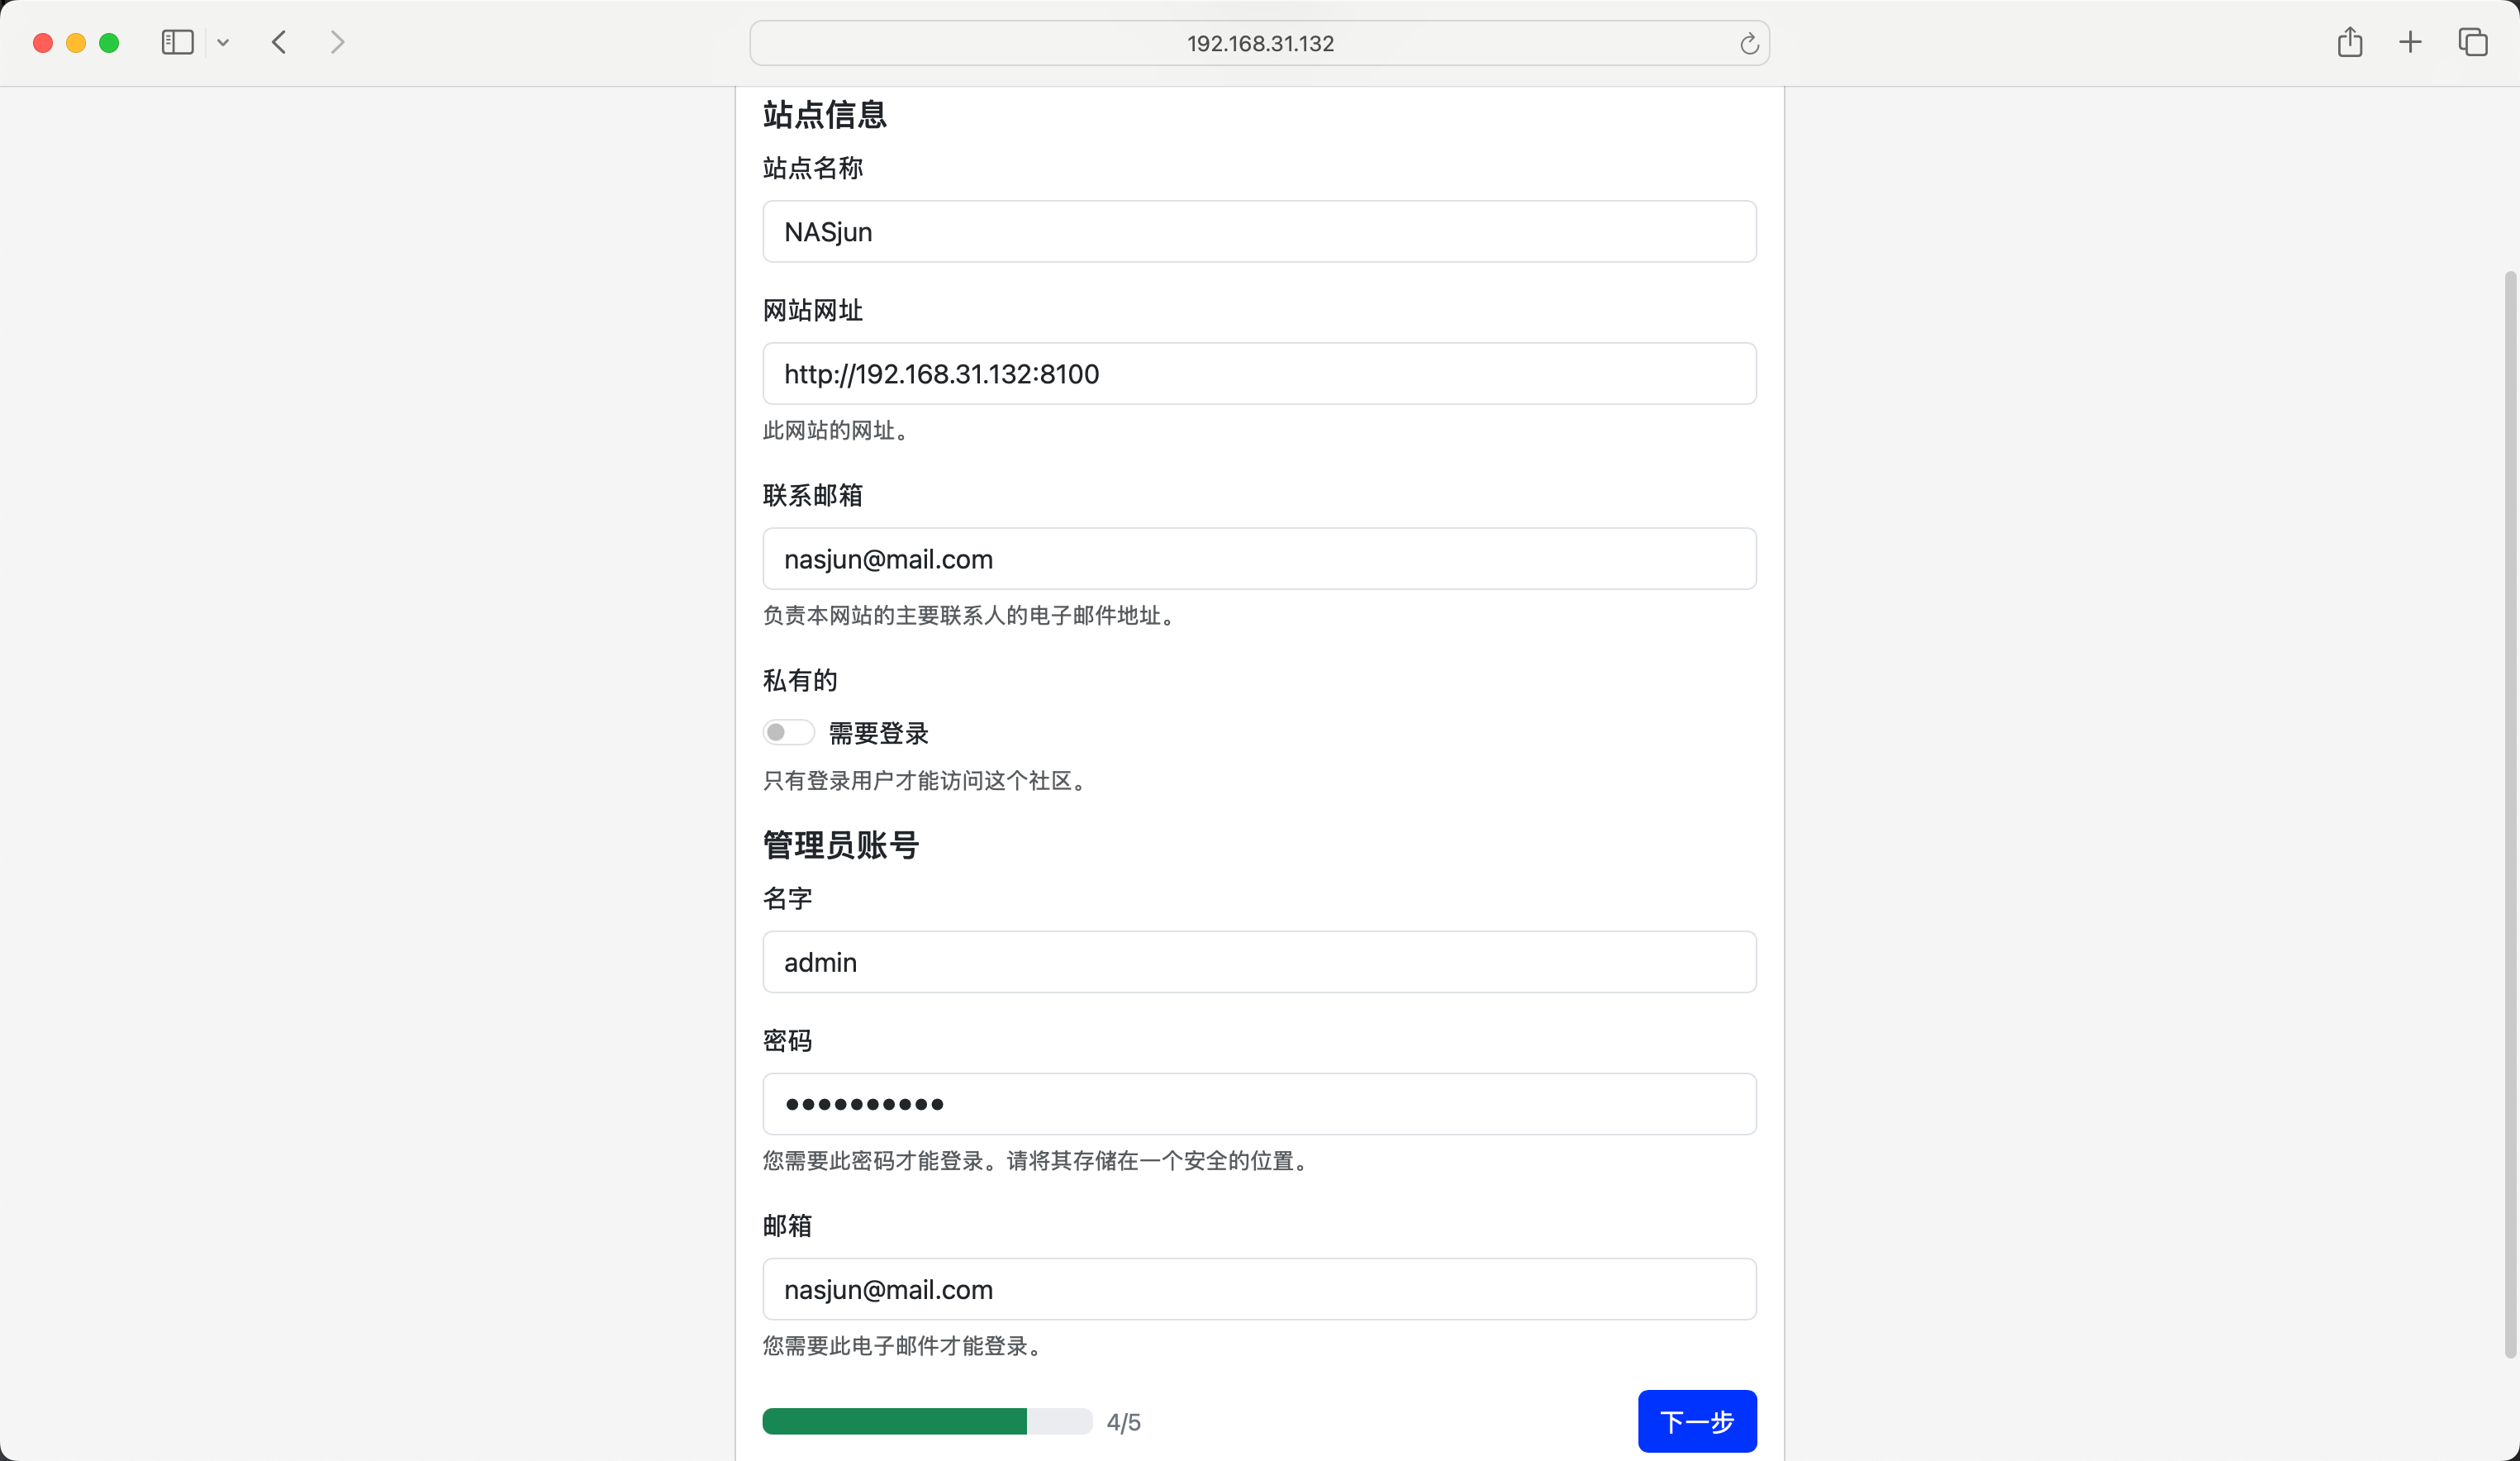 192.168.31.132
站点信息
站点名称
NASjun
网站网址
http://192.168.31.132:8100
此网站的网址。
联系邮箱
nasjun@mail.com
负责本网站的主要联系人的电子邮件地址。
私有的
需要登录
只有登录用户才能访问这个社区。
管理员账号
名字
admin
密码
••••••••••
您需要此密码才能登录。请将其存储在一个安全的位置。
邮箱
nasjun@mail.com
您需要此电子邮件才能登录。
4/5
下一步